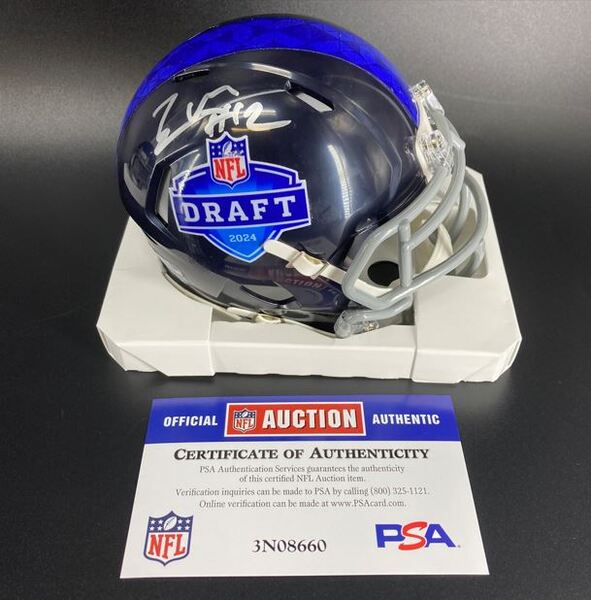 #12
NFL
DRAFT
2024
OFFICIAL NFL AUCTION AUTHENTIC
CERTIFICATE OF AUTHENTICITY
PSA Authentication Services guarantees the authenticity
of this certified NFL Auction item.
Verification inquiries can be made to PSA by calling (800) 325-1121.
Online verification can be made at www.PSAcard.com.
NFL 3N08660 PSA